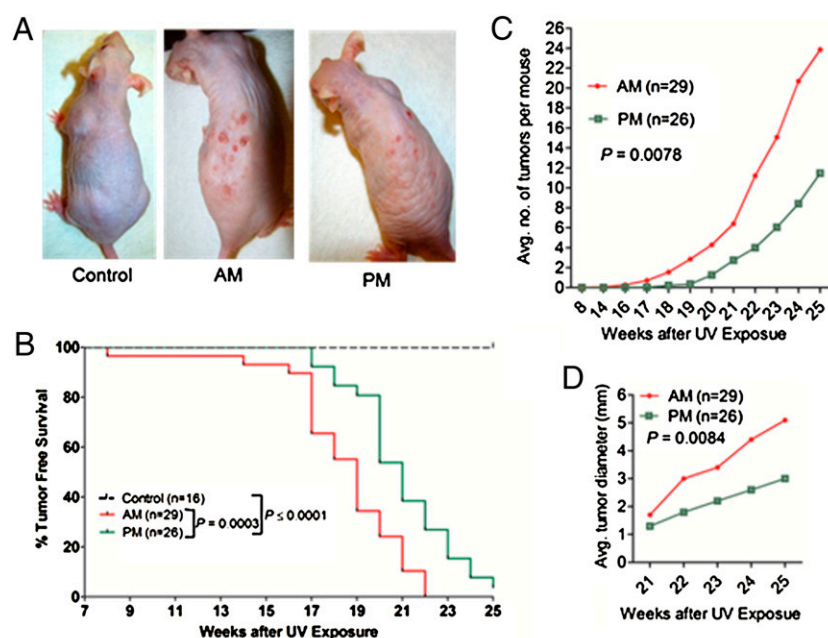 A
Control
AM
PM
B
% Tumor Free Survival
100
80
60
40
20
0
Control (n=16)
AM (n=29)
PM (n=26)
P = 0.0003
P ≤ 0.0001
7
9
11
13
15
17
19
21
23
25
Weeks after UV Exposure
C
Avg. no. of tumors per mouse
26
24
22
20
18
16
14
12
10
8
6
4
2
0
AM (n=29)
PM (n=26)
P = 0.0078
8
14
16
17
18
19
20
21
22
23
24
25
Weeks after UV Exposue
D
Avg. tumor diameter (mm)
6
5
4
3
2
1
0
AM (n=29)
PM (n=26)
P = 0.0084
21
22
23
24
25
Weeks after UV Exposue